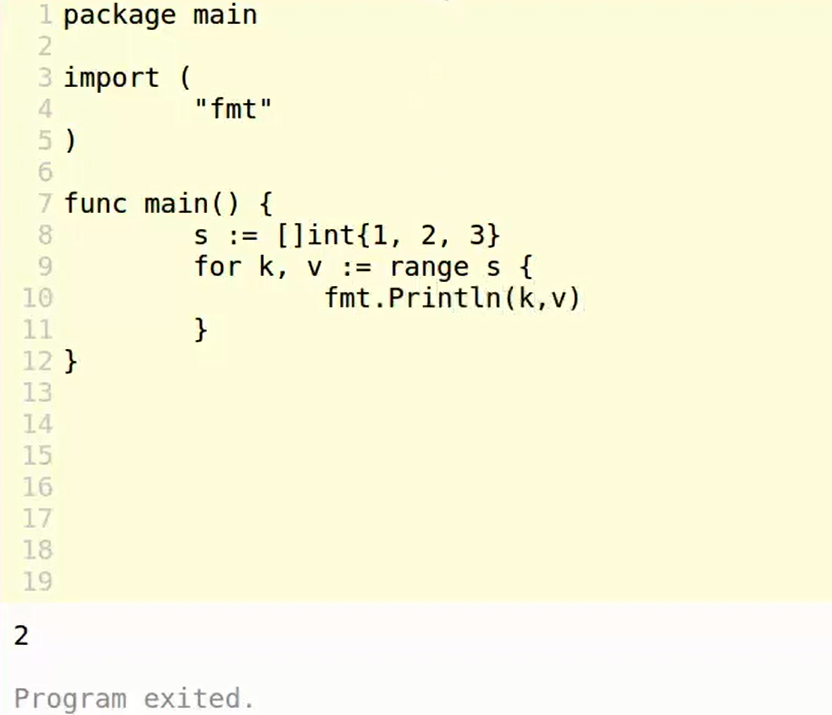 1 package main
2
3 import (
4         "fmt"
5 )
6
7 func main() {
8         s := []int{1, 2, 3}
9         for k, v := range s {
10                 fmt.Println(k,v)
11         }
12 }
13
14
15
16
17
18
19
2
Program exited.